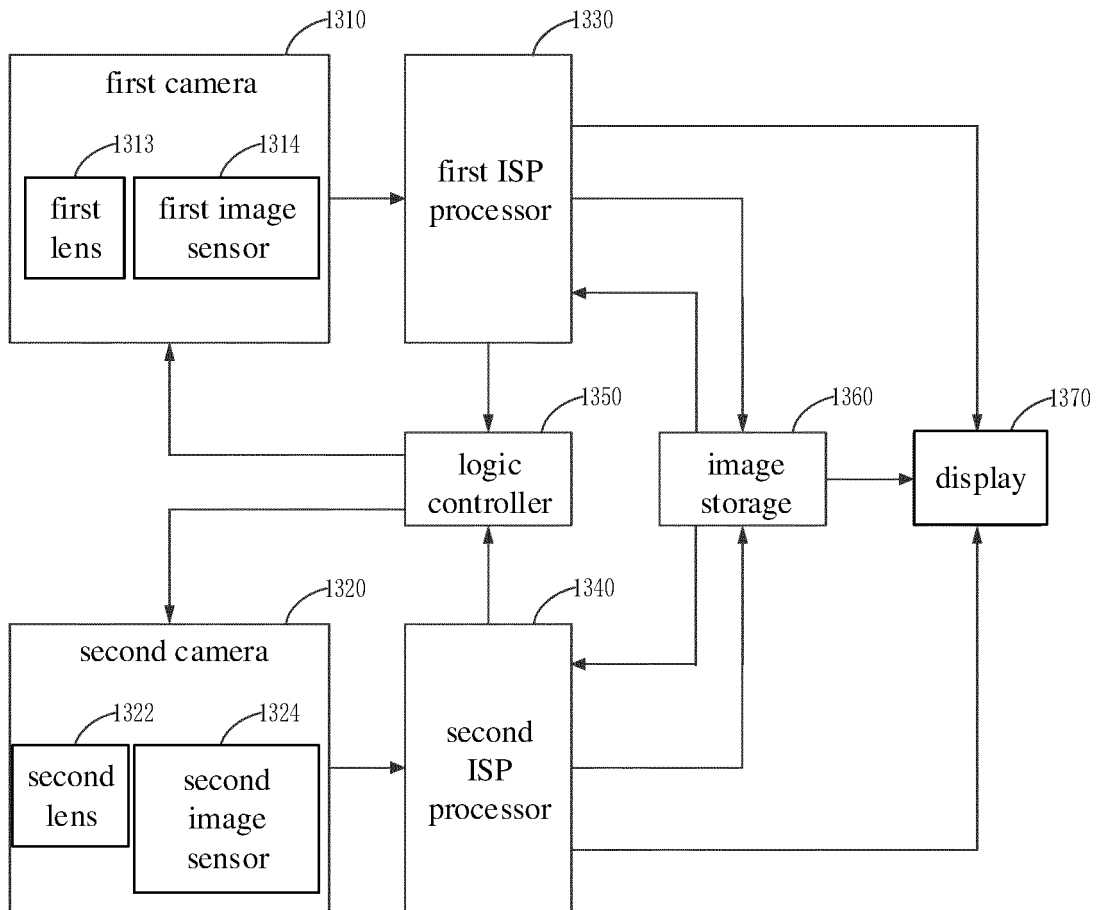 1310
1330
first camera
1313
1314
first
lens
first image
sensor
first ISP
processor
1350
1360
1370
logic
controller
image
storage
display
1320
1340
second camera
1322
1324
second
lens
second
image
sensor
second
ISP
processor